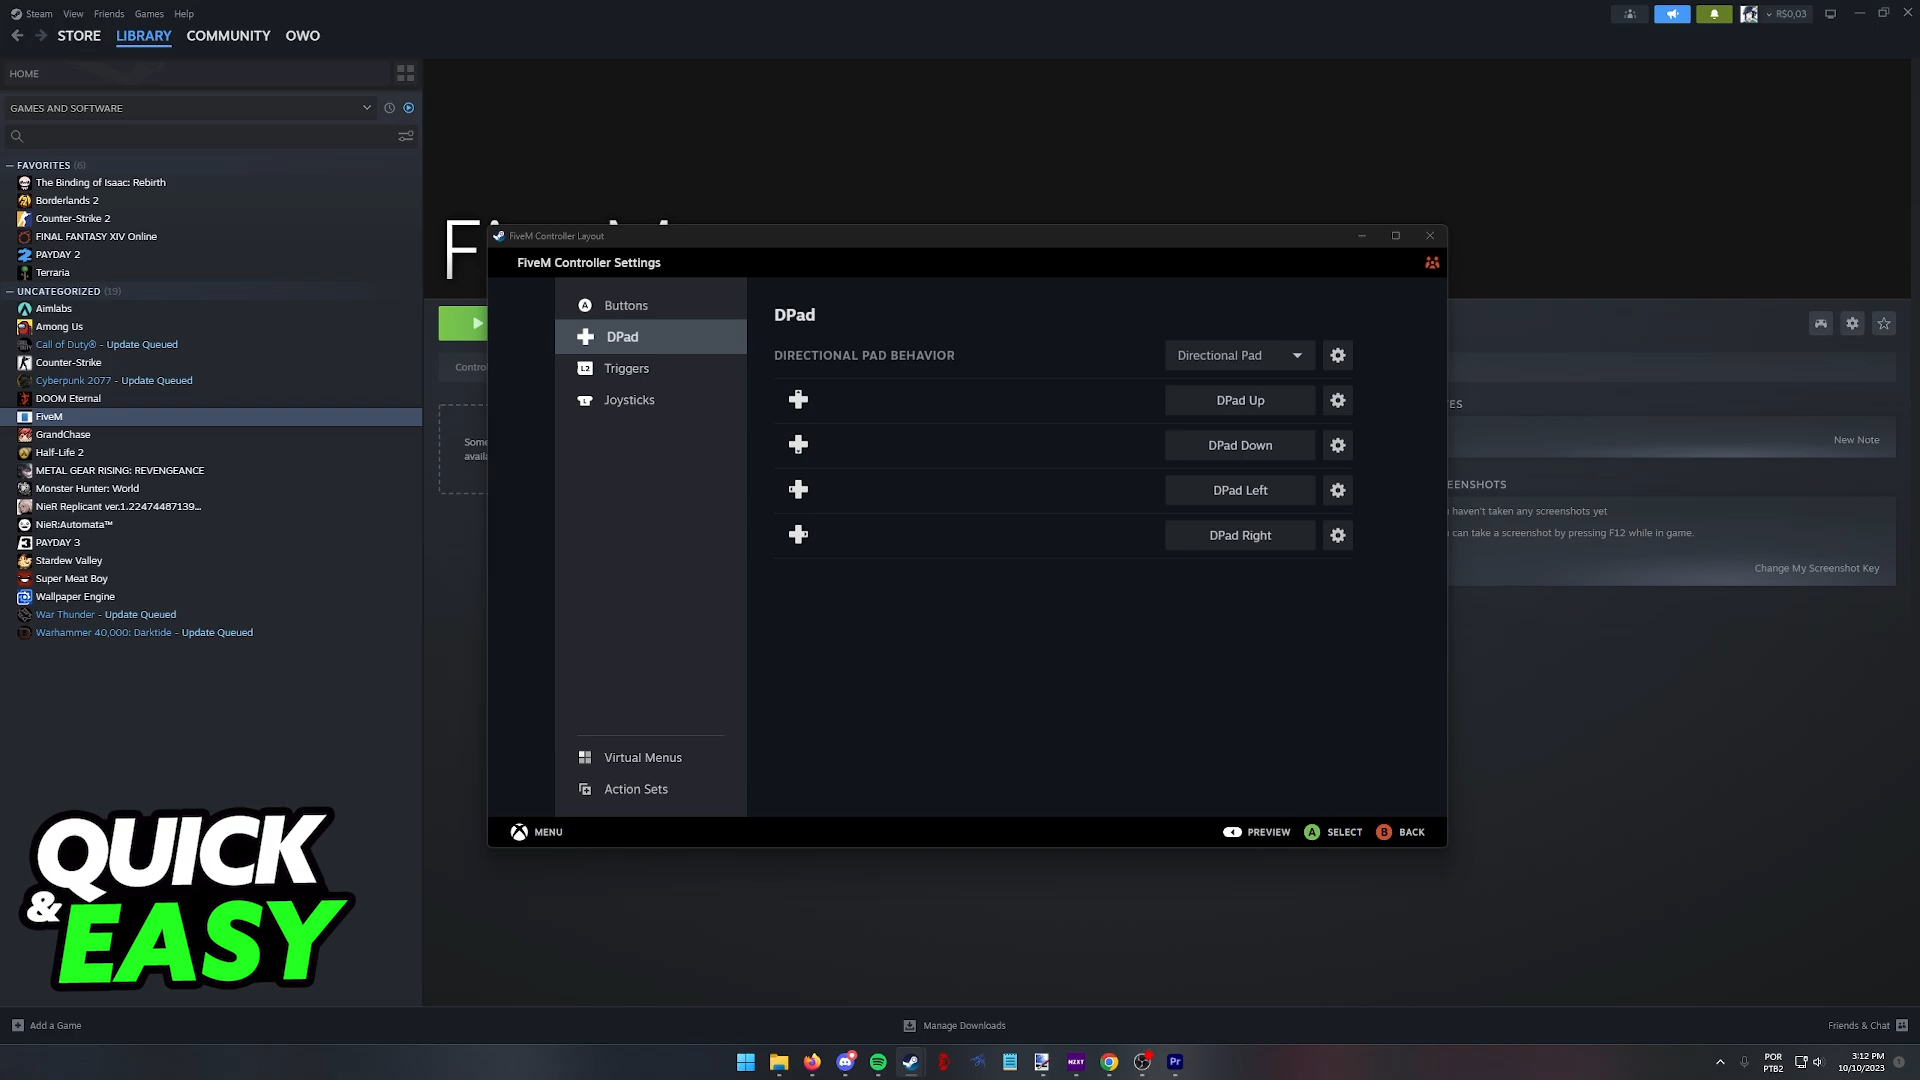 Steam View Friends Games Help
R$0,03
STORE LIBRARY COMMUNITY OWO
HOME
GAMES AND SOFTWARE
FAVORITES (6)
The Binding of Isaac: Rebirth
Borderlands 2
Counter-Strike 2
FINAL FANTASY XIV Online
PAYDAY 2
Terraria
UNCATEGORIZED (19)
Aimlabs
Among Us
Call of Duty® - Update Queued
Counter-Strike
Cyberpunk 2077 - Update Queued
DOOM Eternal
FiveM
GrandChase
Half-Life 2
METAL GEAR RISING: REVENGEANCE
Monster Hunter: World
NieR Replicant ver.1.22474487139...
NieR:Automata™
PAYDAY 3
Stardew Valley
Super Meat Boy
Wallpaper Engine
War Thunder - Update Queued
Warhammer 40,000: Darktide - Update Queued
Contro
Some
availa
FiveM Controller Layout
FiveM Controller Settings
Buttons
DPad
L2 Triggers
L Joysticks
Virtual Menus
Action Sets
DPad
DIRECTIONAL PAD BEHAVIOR Directional Pad
DPad Up
DPad Down
DPad Left
DPad Right
MENU
PREVIEW A SELECT B BACK
ES
New Note
EENSHOTS
haven't taken any screenshots yet
can take a screenshot by pressing F12 while in game.
Change My Screenshot Key
QUICK
& EASY
Add a Game
Manage Downloads
Friends & Chat
NZXT
Pr
POR
PTB2
3:12 PM
10/10/2023